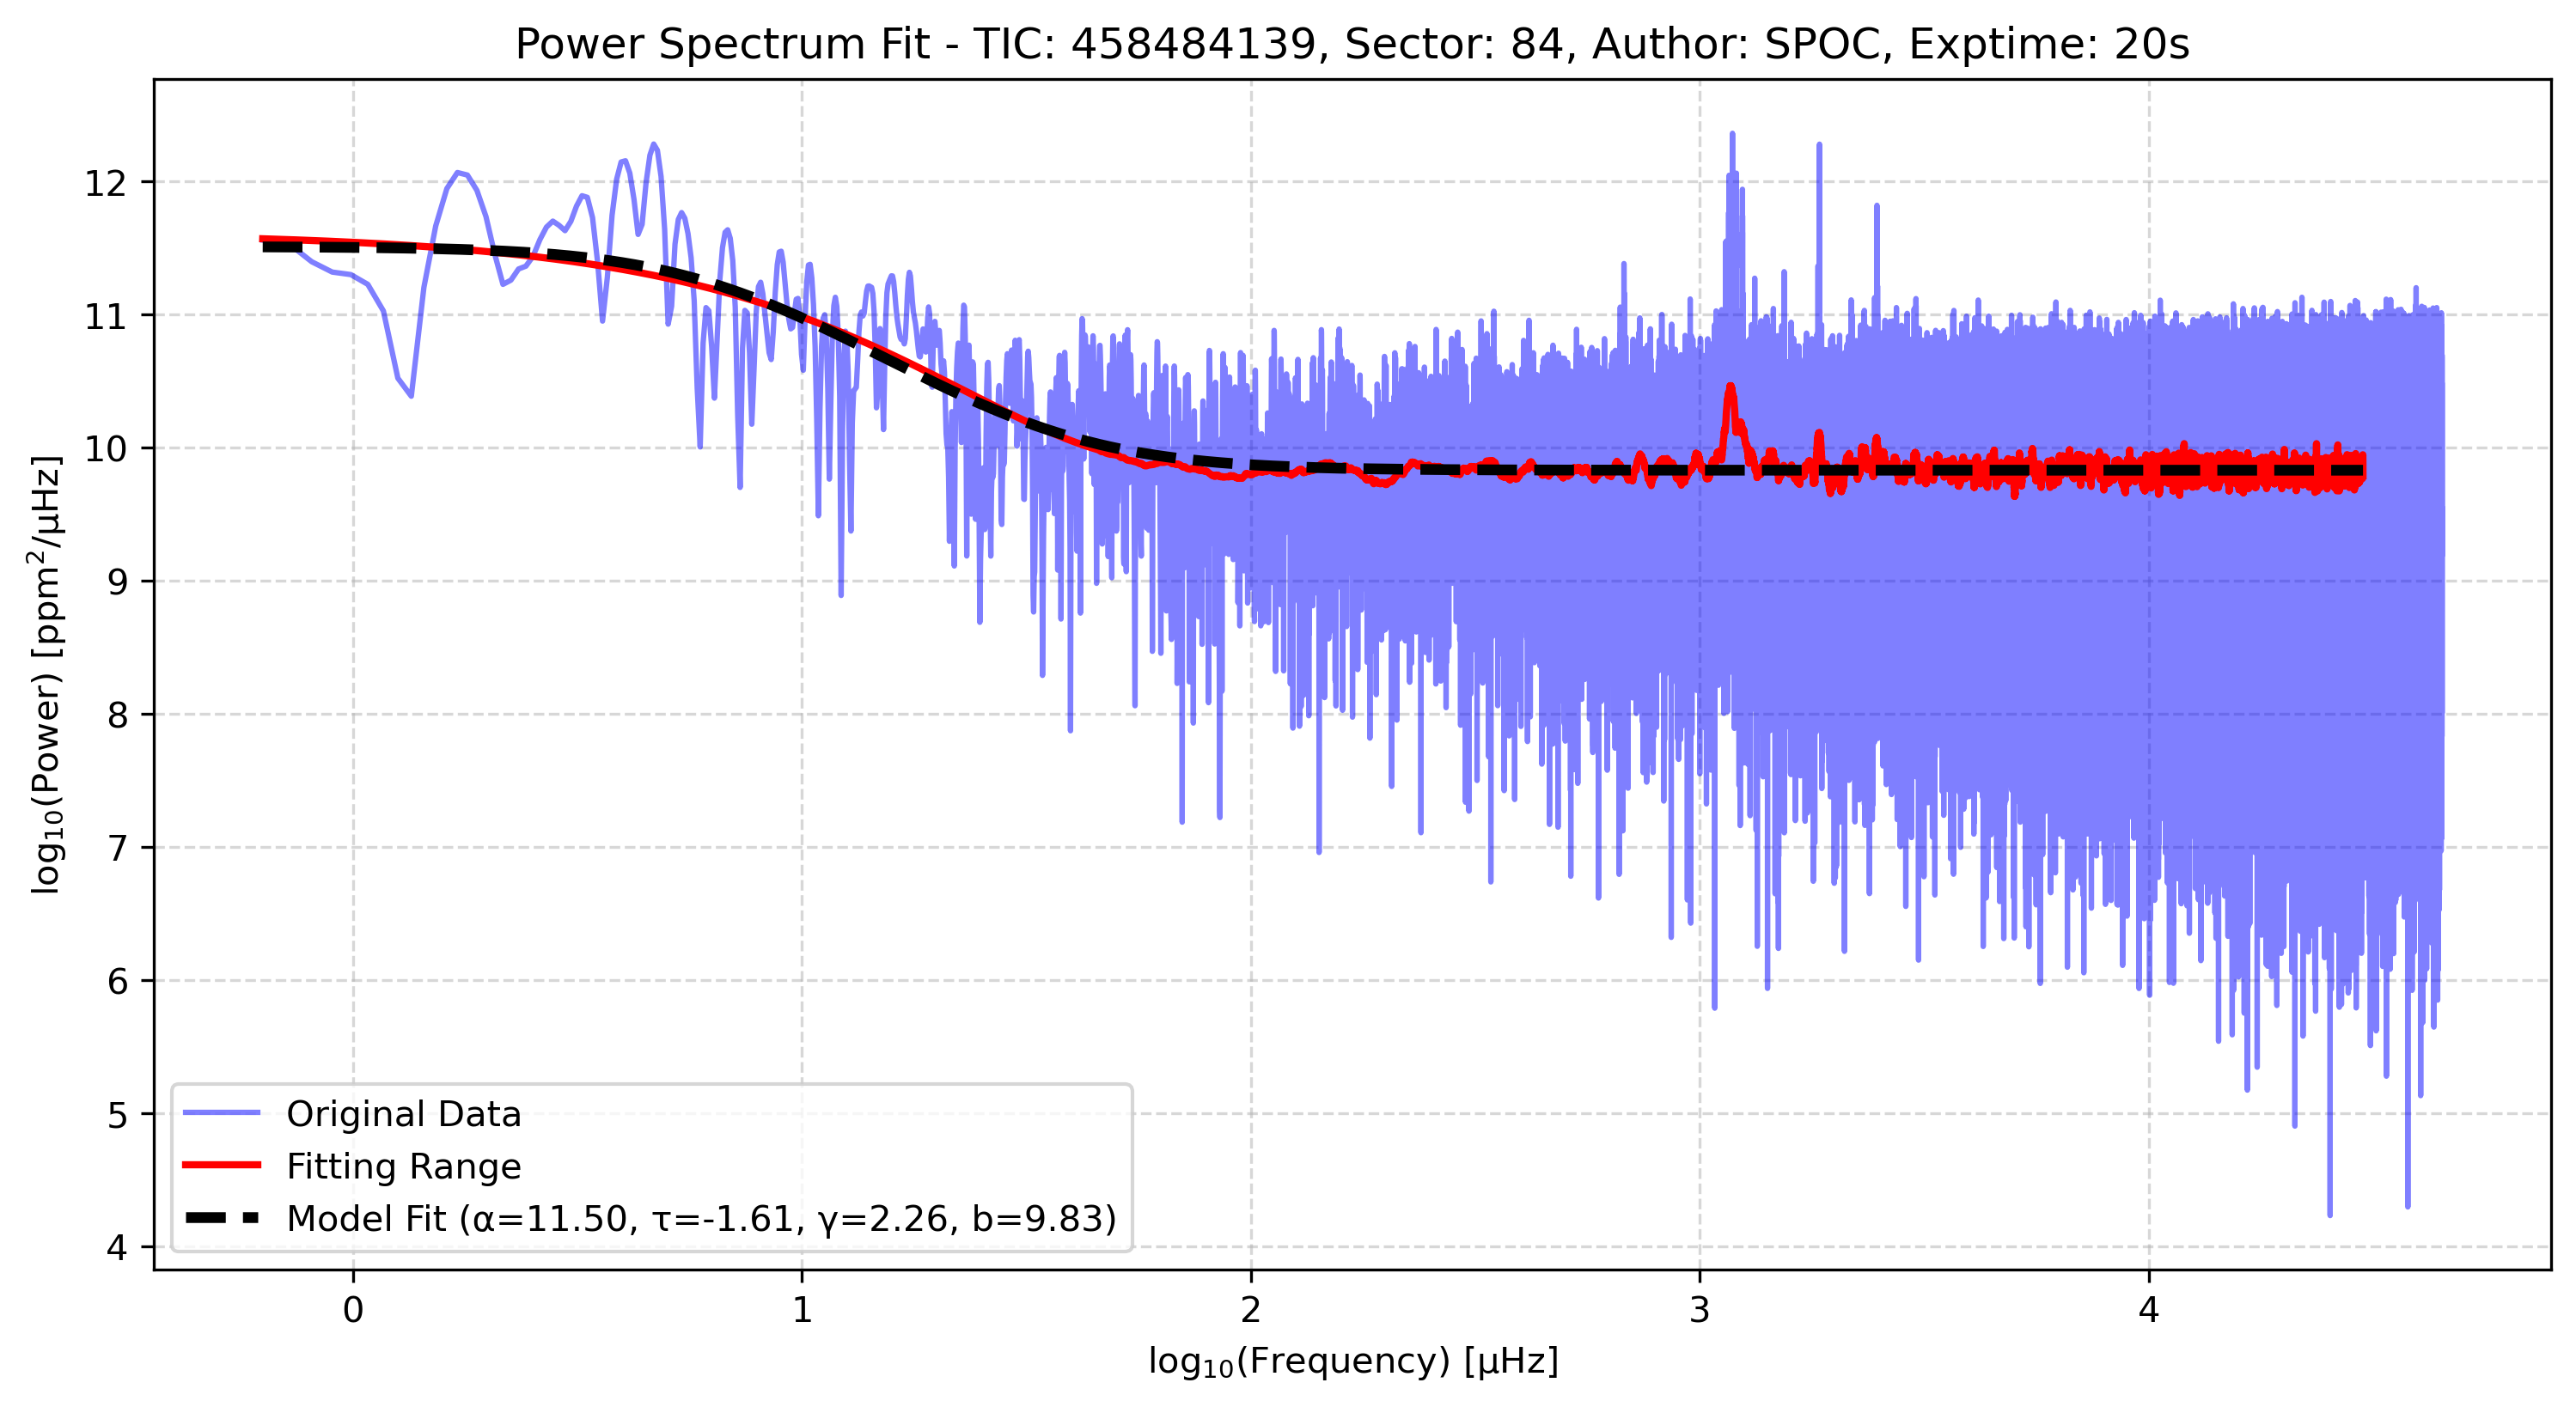 Power Spectrum Fit - TIC: 458484139, Sector: 84, Author: SPOC, Exptime: 20s
log₁₀(Power) [ppm²/μHz]
12
11
10
9
8
7
6
5
4
Original Data
Fitting Range
Model Fit (α=11.50, τ=-1.61, γ=2.26, b=9.83)
0 1 2 3 4
log₁₀(Frequency) [μHz]